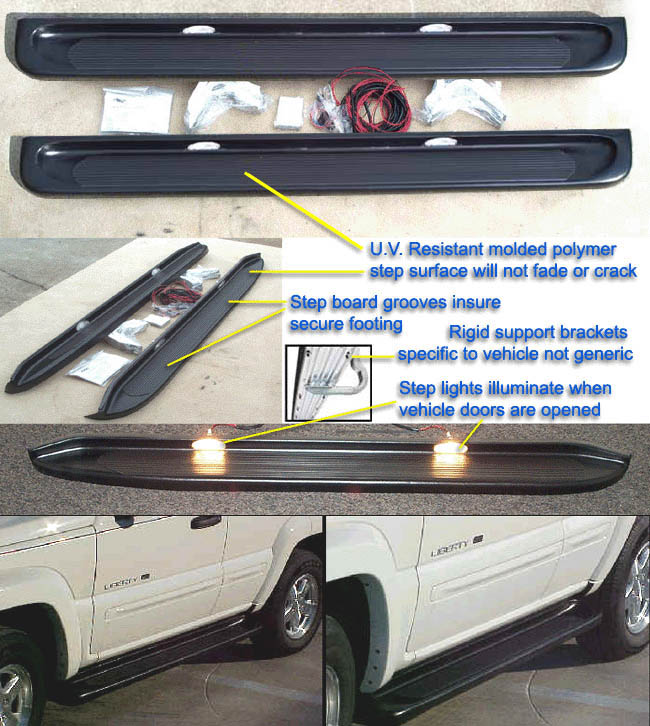 U.V. Resistant molded polymer
step surface will not fade or crack
Step board grooves insure
secure footing
Rigid support brackets
specific to vehicle not generic
Step lights illuminate when
vehicle doors are opened
LIBERTY
LIBERTY